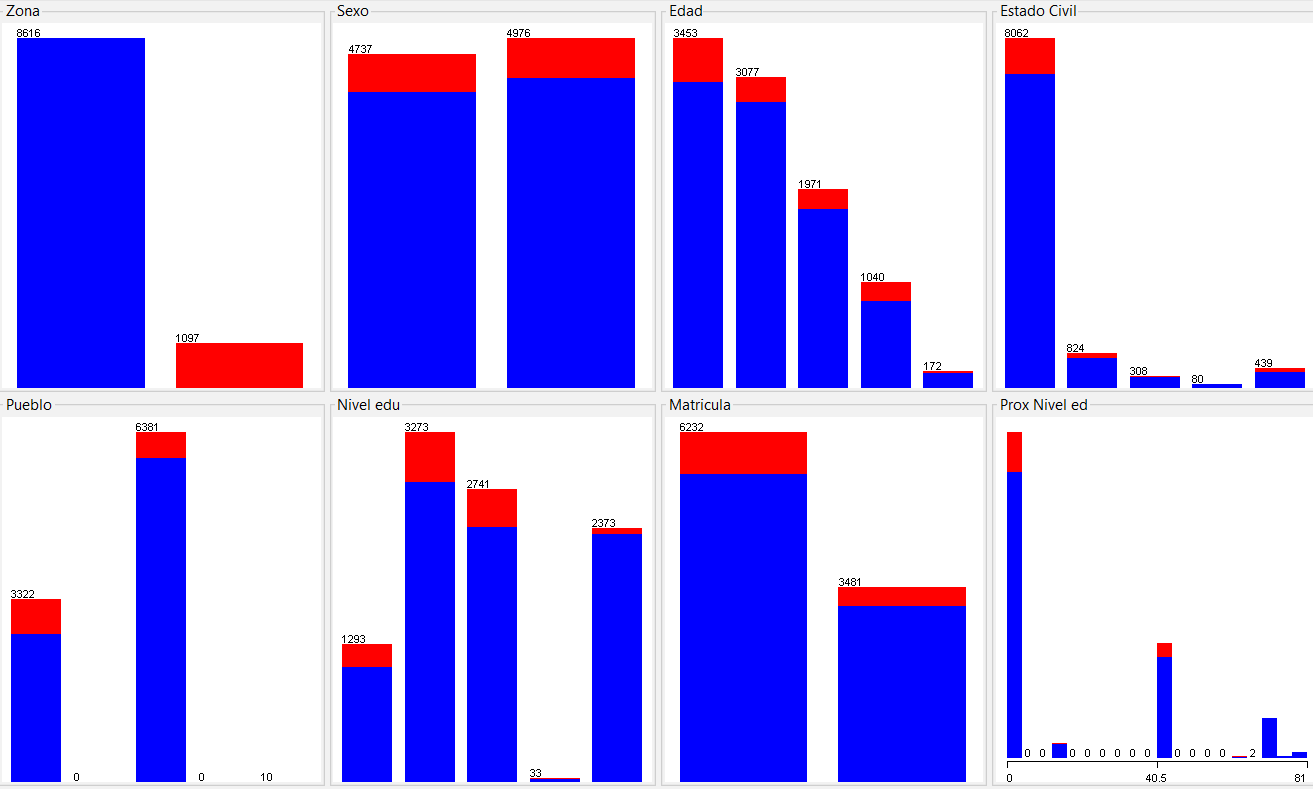 Zona
8616
1097
Sexo
4737
4976
Edad
3453
3077
1971
1040
172
Estado Civil
8062
824
308
80
439
Pueblo
3322
0
6381
0
10
Nivel edu
1293
3273
2741
33
2373
Matricula
6232
3481
Prox Nivel ed
0 0 0 0 0 0 0 0 0 0 0 0 2
0 40.5 81